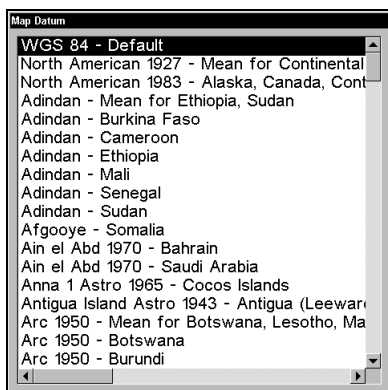 Map Datum
WGS 84 - Default
North American 1927 - Mean for Continental
North American 1983 - Alaska, Canada, Cont
Adindan - Mean for Ethiopia, Sudan
Adindan - Burkina Faso
Adindan - Cameroon
Adindan - Ethiopia
Adindan - Mali
Adindan - Senegal
Adindan - Sudan
Afgooye - Somalia
Ain el Abd 1970 - Bahrain
Ain el Abd 1970 - Saudi Arabia
Anna 1 Astro 1965 - Cocos Islands
Antigua Island Astro 1943 - Antigua (Leeward
Arc 1950 - Mean for Botswana, Lesotho, Ma
Arc 1950 - Botswana
Arc 1950 - Burundi